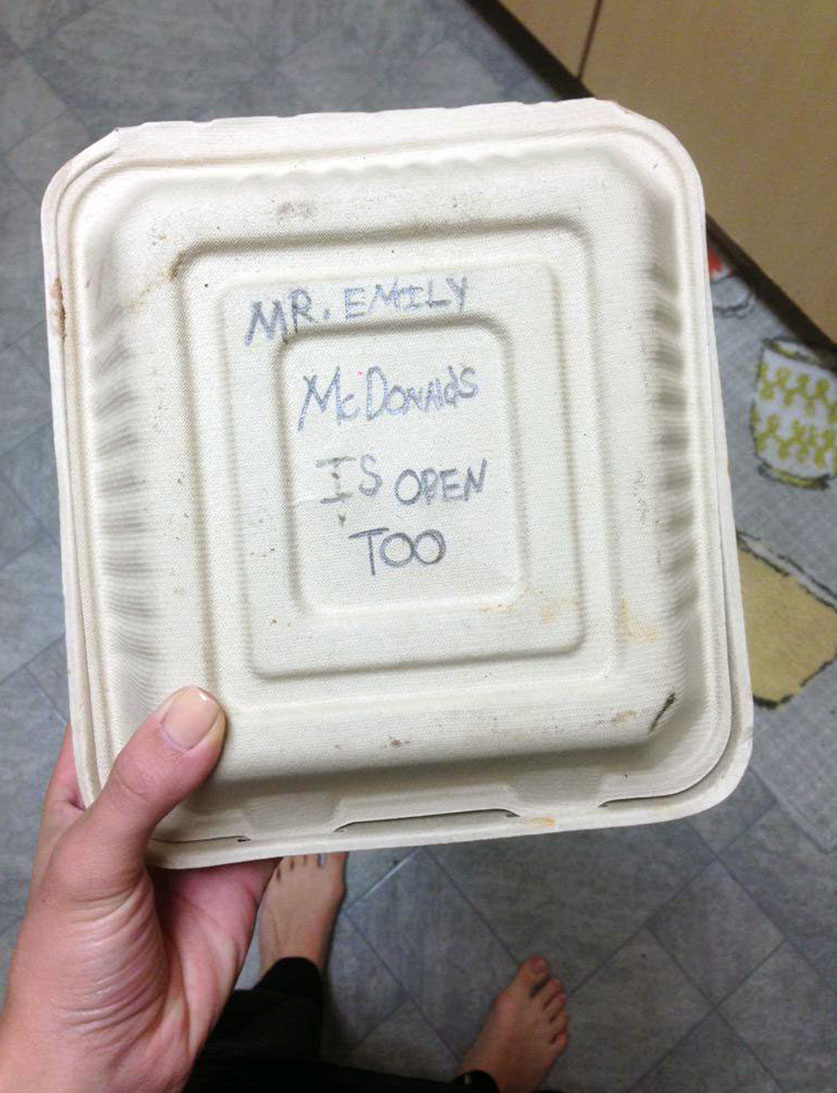 MR. EMILY
McDONAldS
IS OPEN
TOO